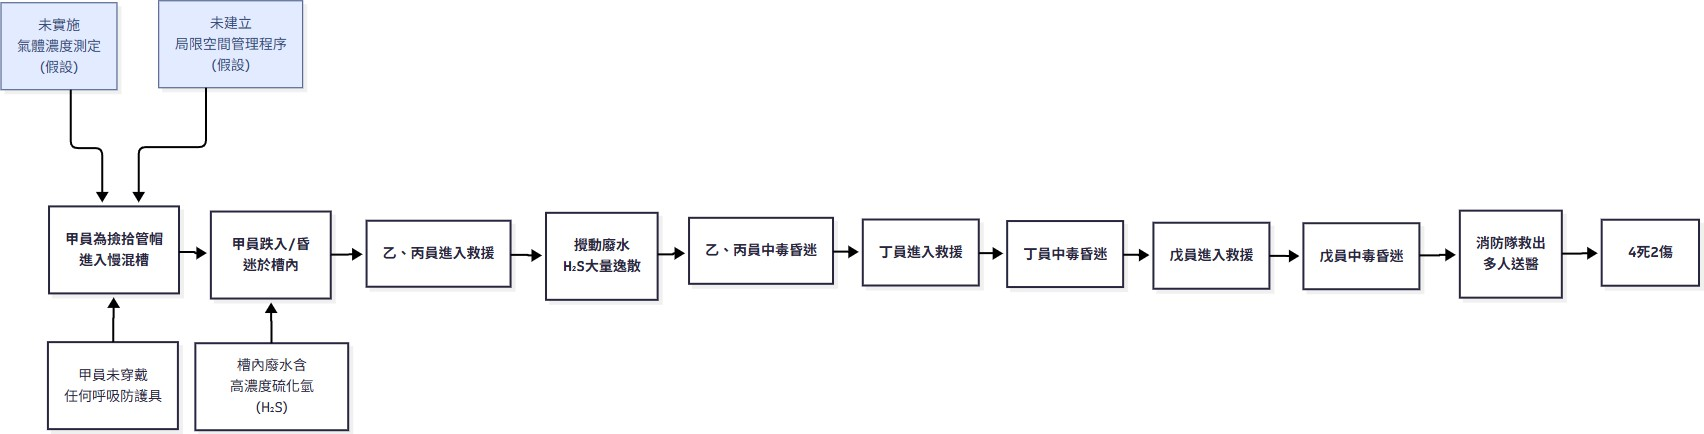 未實施
氣體濃度測定
(假設)
未建立
局限空間管理程序
(假設)
甲員為撿拾管帽
進入慢混槽
甲員跌入/昏
迷於槽內
乙、丙員進入救援
攪動廢水
H₂S大量逸散
乙、丙員中毒昏迷
丁員進入救援
丁員中毒昏迷
戊員進入救援
戊員中毒昏迷
消防隊救出
多人送醫
4死2傷
甲員未穿戴
任何呼吸防護具
槽內廢水含
高濃度硫化氫
(H₂S)